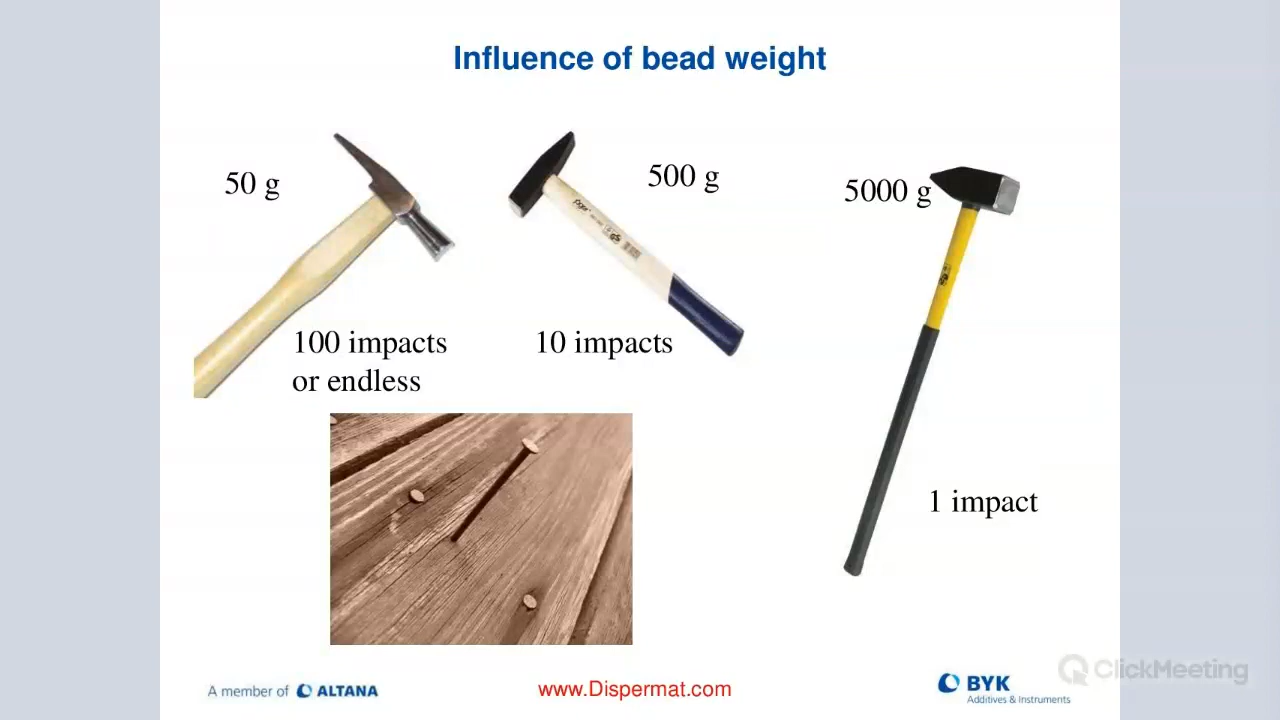 Influence of bead weight
50 g
500 g
5000 g
100 impacts
or endless
10 impacts
1 impact
A member of ALTANA
www.Dispermat.com
BYK
Additives & Instruments
ClickMeeting